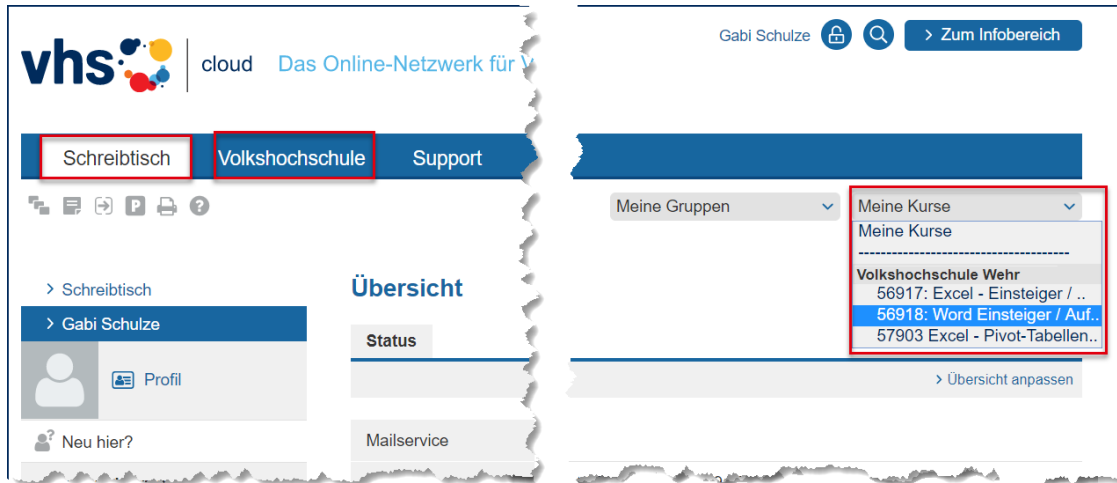 Gabi Schulze
> Zum Infobereich
vhs
cloud
Das Online-Netzwerk für V
Schreibtisch
Volkshochschule
Support
P
?
Meine Gruppen
Meine Kurse
Meine Kurse
--------------------------------------
Volkshochschule Wehr
56917: Excel - Einsteiger / ..
56918: Word Einsteiger / Auf..
57903 Excel - Pivot-Tabellen..
> Schreibtisch
> Gabi Schulze
Profil
Neu hier?
Übersicht
Status
> Übersicht anpassen
Mailservice